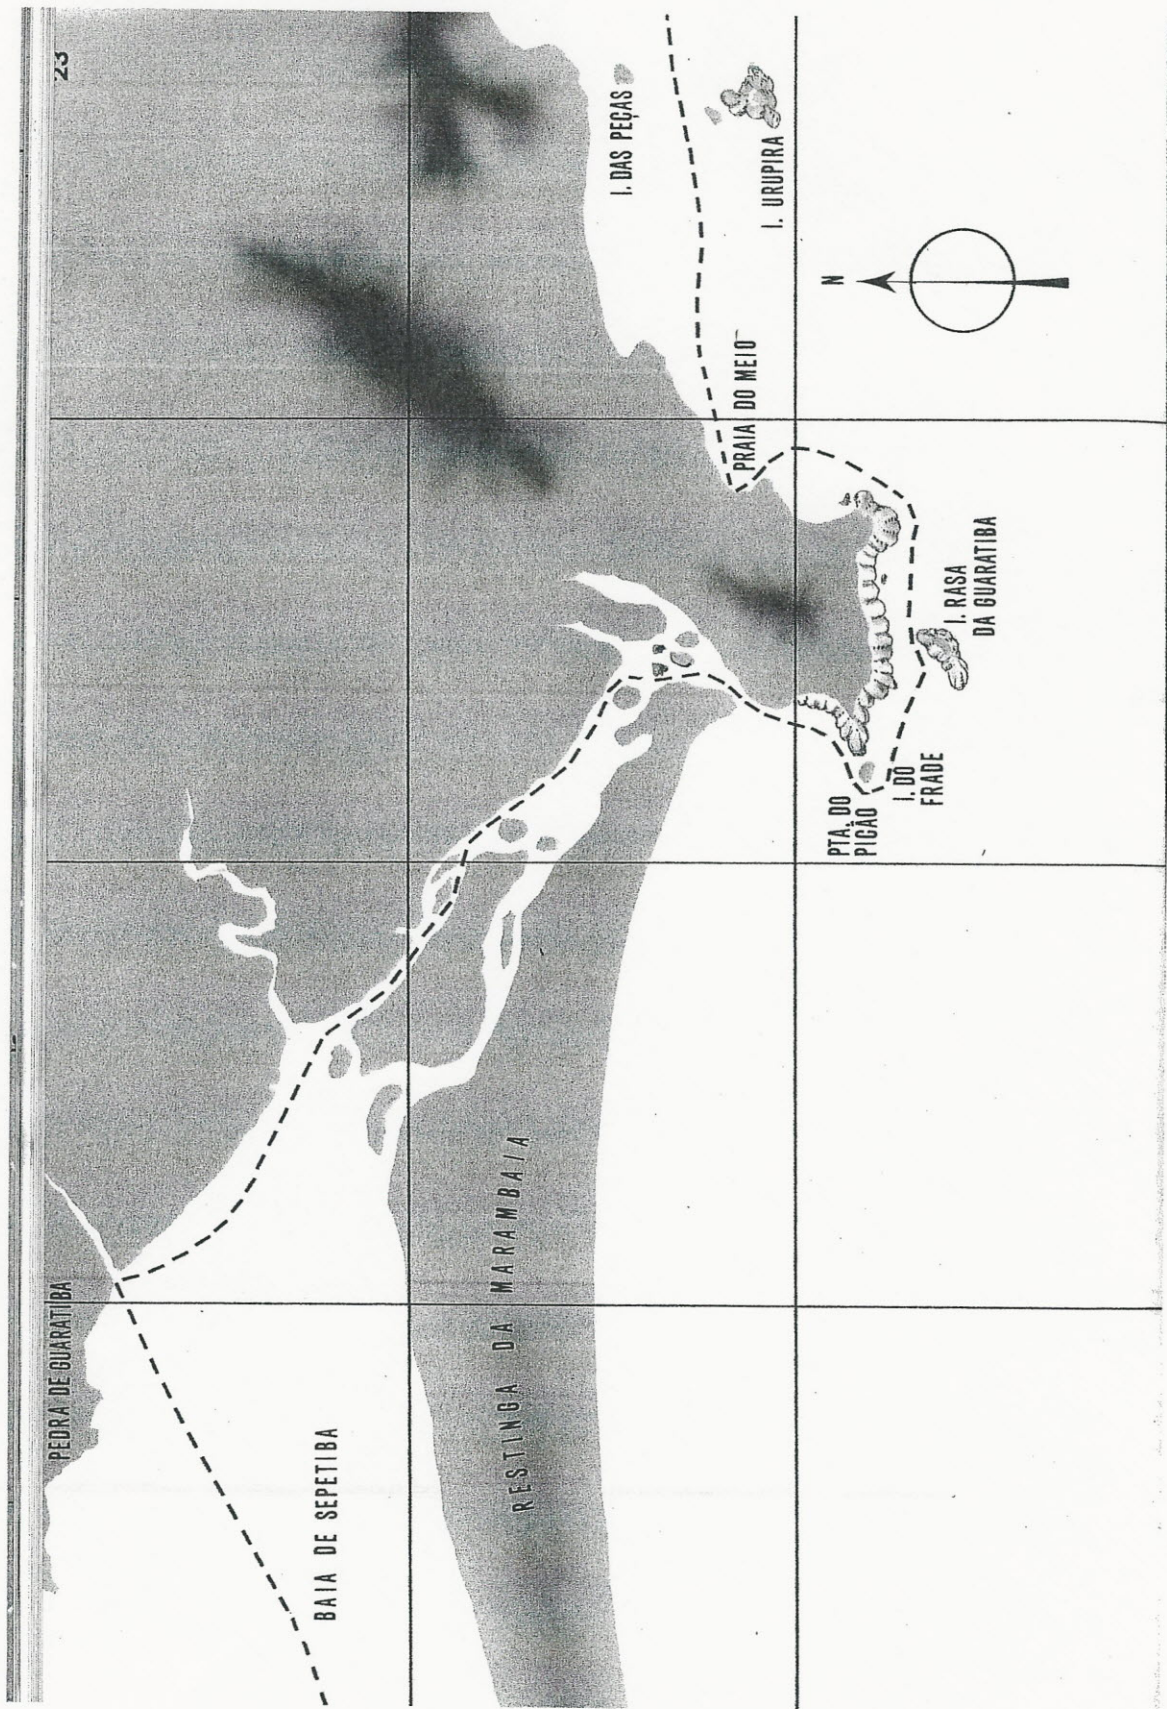 23
PEDRA DE GUARATIBA
BAIA DE SEPETIBA
RESTINGA DA MARAMBAIA
I. DAS PEÇAS
I. URUPIRA
PRAIA DO MEIO
N
PTA. DO
PICÃO
I. DO
FRADE
I. RASA
DA GUARATIBA